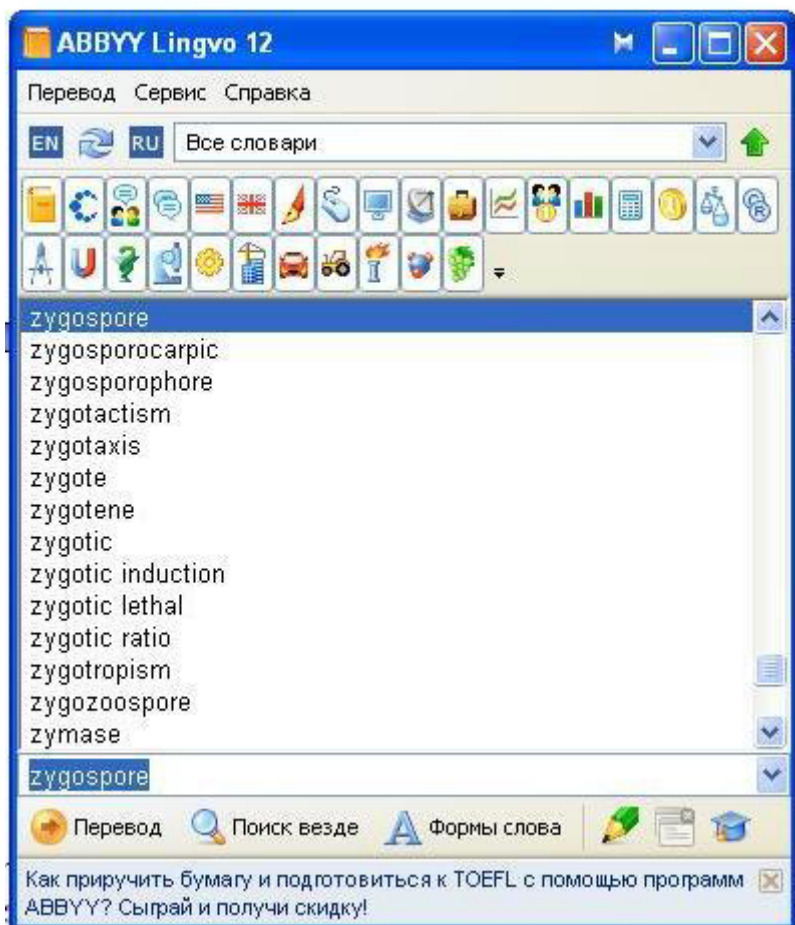 ABBYY Lingvo 12
Перевод Сервис Справка
EN RU Все словари
zygospore
zygosporocarpic
zygosporophore
zygotactism
zygotaxis
zygote
zygotene
zygotic
zygotic induction
zygotic lethal
zygotic ratio
zygotropism
zygozoospore
zymase
zygospore
Перевод Поиск везде Формы слова
Как приручить бумагу и подготовиться к TOEFL с помощью программ
ABBYY? Сыграй и получи скидку!